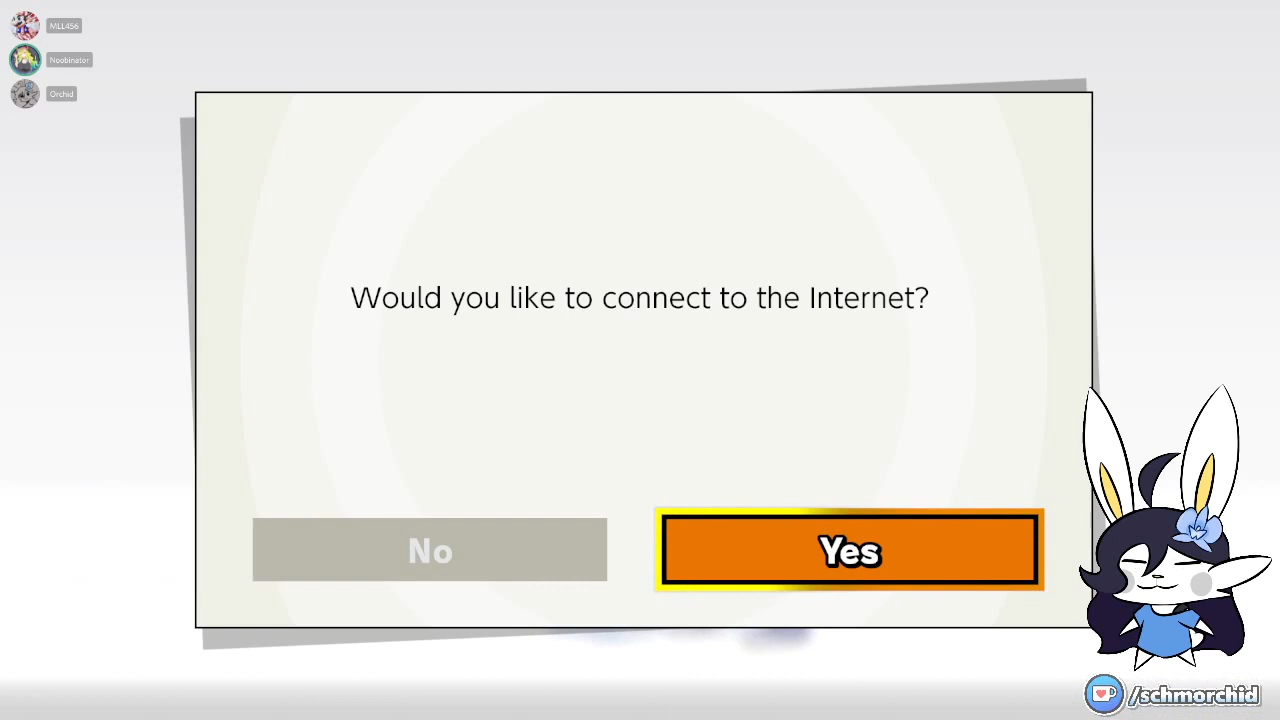 MLL456
Noobinator
Orchid
Would you like to connect to the Internet?
No
Yes
/schmorchid